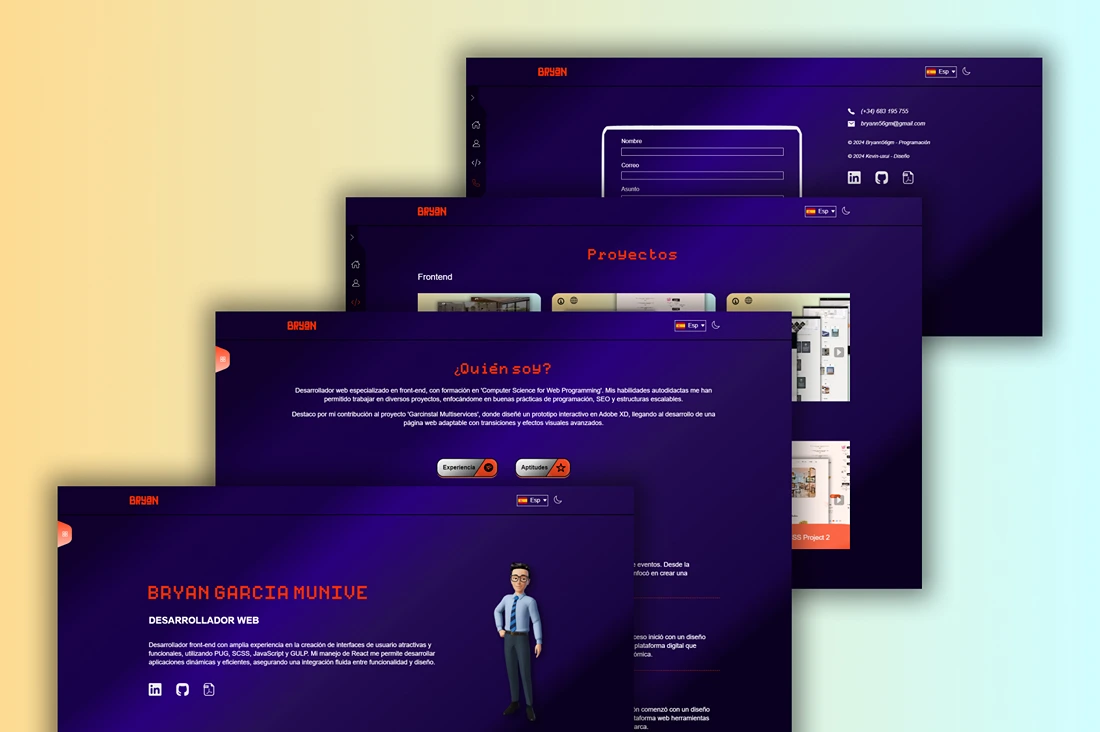 BRYAN
Esp
(+34) 683 195 755
bryann56gm@gmail.com
© 2024 Bryann56gm - Programación
© 2024 Kevin-usui - Diseño
Nombre
Correo
Asunto
BRYAN
Esp
Proyectos
Frontend
SS Project 2
BRYAN
Esp
¿Quién soy?
Desarrollador web especializado en front-end, con formación en 'Computer Science for Web Programming'. Mis habilidades autodidactas me han
permitido trabajar en diversos proyectos, enfocándome en buenas prácticas de programación, SEO y estructuras escalables.
Destaco por mi contribución al proyecto 'Garcinstal Multiservices', donde diseñé un prototipo interactivo en Adobe XD, llegando al desarrollo de una
página web adaptable con transiciones y efectos visuales avanzados.
Experiencia
Aptitudes
eventos. Desde la
nfocó en crear una
ceso inició con un diseño
plataforma digital que
ómica.
ón comenzó con un diseño
taforma web herramientas
arca.
BRYAN
Esp
BRYAN GARCIA MUNIVE
DESARROLLADOR WEB
Desarrollador front-end con amplia experiencia en la creación de interfaces de usuario atractivas y
funcionales, utilizando PUG, SCSS, JavaScript y GULP. Mi manejo de React me permite desarrollar
aplicaciones dinámicas y eficientes, asegurando una integración fluida entre funcionalidad y diseño.